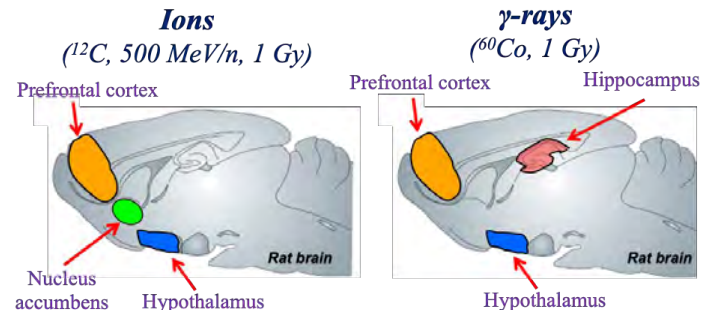 Ions
(¹²C, 500 MeV/n, 1 Gy)
Prefrontal cortex
Rat brain
Nucleus
accumbens
Hypothalamus
γ-rays
(⁶⁰Co, 1 Gy)
Prefrontal cortex
Hippocampus
Rat brain
Hypothalamus